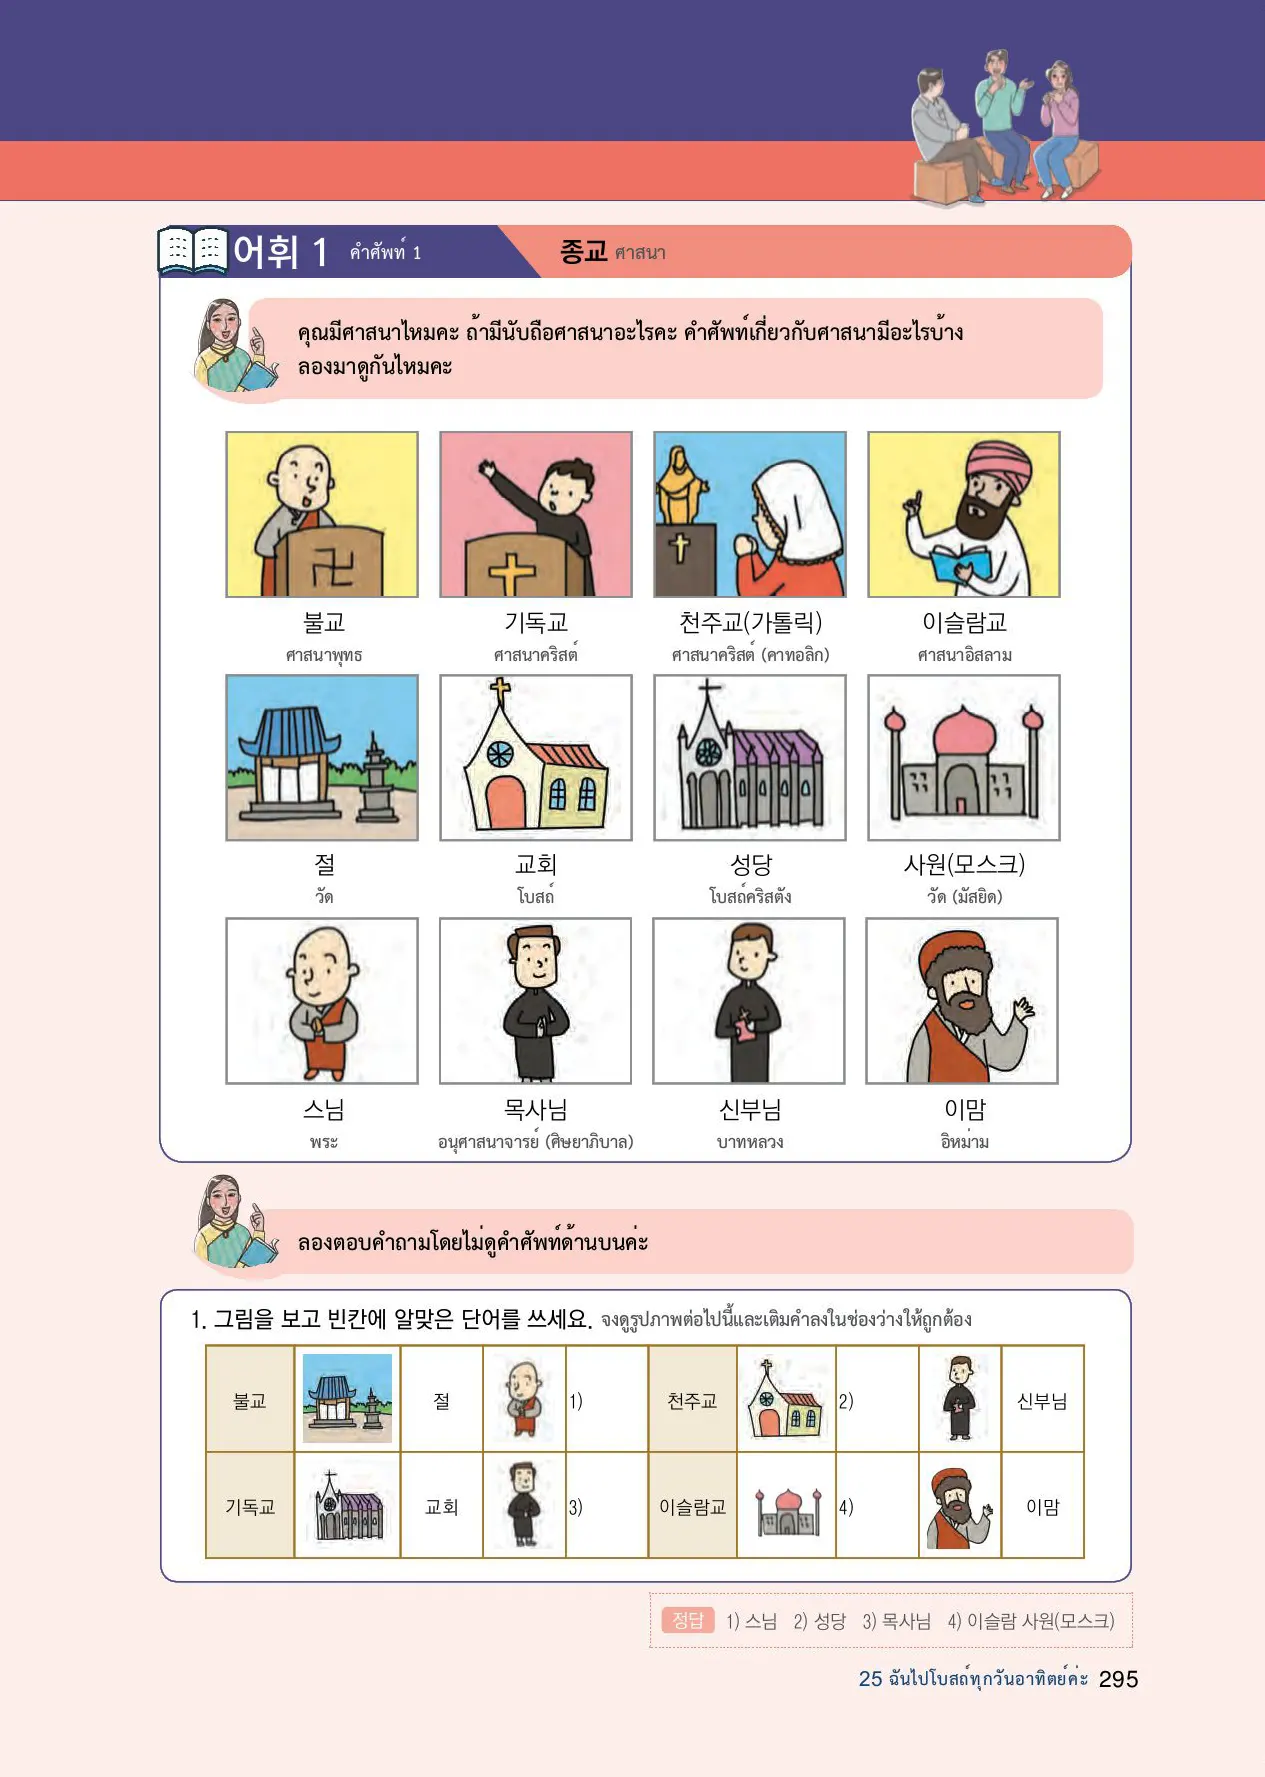 어휘 1 คำศัพท์ 1 종교 ศาสนา
คุณมีศาสนาไหมคะ ถ้ามีนับถือศาสนาอะไรคะ คำศัพท์เกี่ยวกับศาสนามีอะไรบ้าง
ลองมาดูกันไหมคะ
불교 기독교 천주교(가톨릭) 이슬람교
ศาสนาพุทธ ศาสนาคริสต์ ศาสนาคริสต์ (คาทอลิก) ศาสนาอิสลาม
절 교회 성당 사원(모스크)
วัด โบสถ์ โบสถ์คริสตัง วัด (มัสยิด)
스님 목사님 신부님 이맘
พระ อนุศาสนาจารย์ (ศิษยาภิบาล) บาทหลวง อิหม่าม
ลองตอบคำถามโดยไม่ดูคำศัพท์ด้านบนค่ะ
1. 그림을 보고 빈칸에 알맞은 단어를 쓰세요. จงดูรูปภาพต่อไปนี้และเติมคำลงในช่องว่างให้ถูกต้อง
불교 절 1) 천주교 2) 신부님
기독교 교회 3) 이슬람교 4) 이맘
정답 1) 스님 2) 성당 3) 목사님 4) 이슬람 사원(모스크)
25 ฉันไปโบสถ์ทุกวันอาทิตย์ค่ะ 295